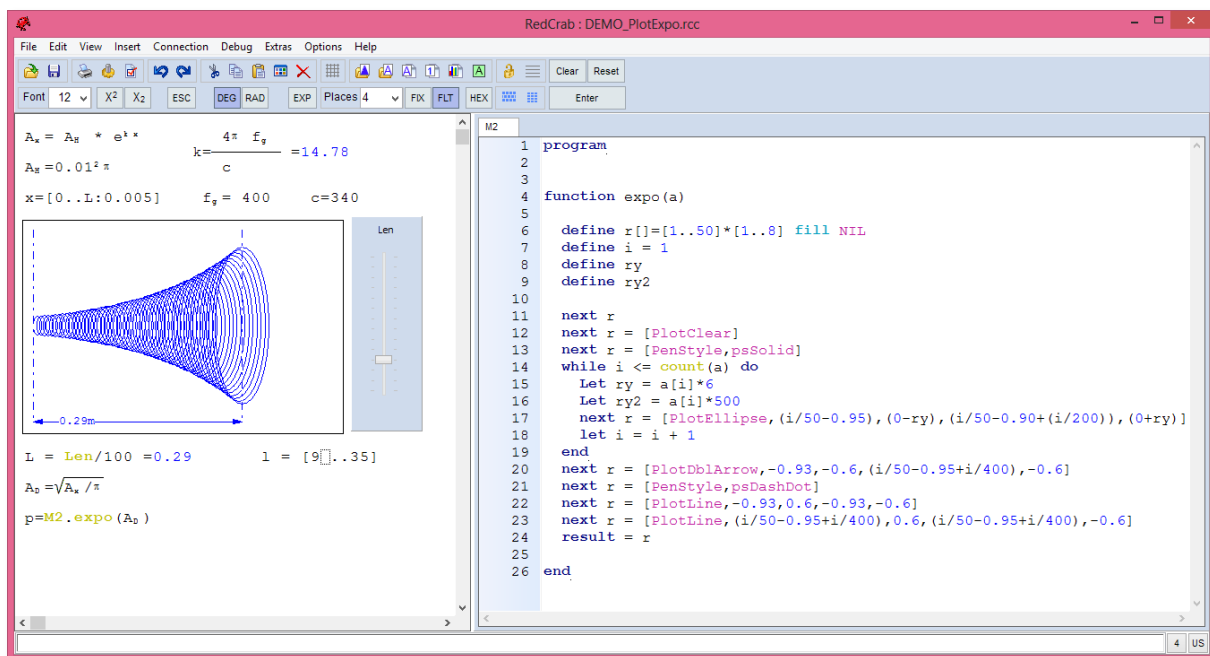 RedCrab : DEMO_PlotExpo.rcc
File Edit View Insert Connection Debug Extras Options Help
Clear Reset
Font 12 X² X₂ ESC DEG RAD EXP Places 4 FIX FLT HEX Enter
Aₓ = A_H * e^(k x)
k= 4π f_g / c =14.78
A_H =0.01² π
x=[0..L:0.005] f_g = 400 c=340
Len
0.29m
L = Len/100 =0.29 l = [9..35]
A_D =√(Aₓ /π)
p=M2.expo(A_D )
M2
1 program
2
3
4 function expo(a)
5
6 define r[]=[1..50]*[1..8] fill NIL
7 define i = 1
8 define ry
9 define ry2
10
11 next r
12 next r = [PlotClear]
13 next r = [PenStyle,psSolid]
14 while i <= count(a) do
15 Let ry = a[i]*6
16 Let ry2 = a[i]*500
17 next r = [PlotEllipse,(i/50-0.95),(0-ry),(i/50-0.90+(i/200)),(0+ry)]
18 let i = i + 1
19 end
20 next r = [PlotDblArrow,-0.93,-0.6,(i/50-0.95+i/400),-0.6]
21 next r = [PenStyle,psDashDot]
22 next r = [PlotLine,-0.93,0.6,-0.93,-0.6]
23 next r = [PlotLine,(i/50-0.95+i/400),0.6,(i/50-0.95+i/400),-0.6]
24 result = r
25
26 end
4 US